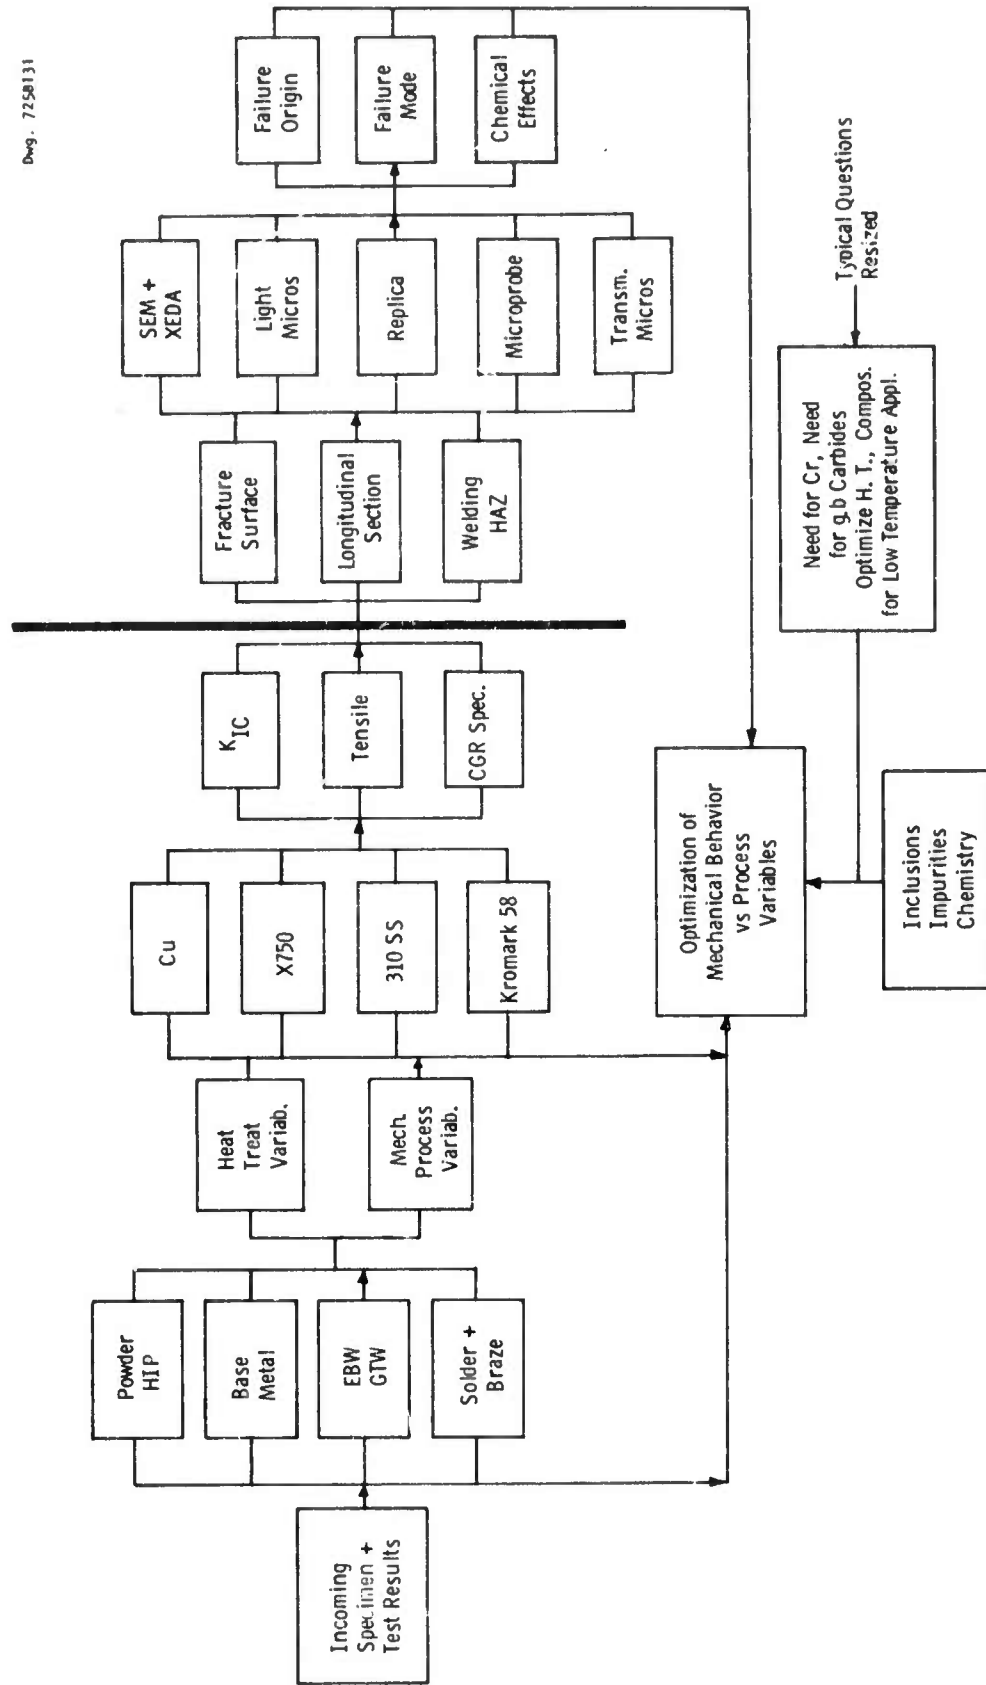 Dwg. 7258131
Incoming
Specimen +
Test Results
Powder
HIP
Base
Metal
EBW
GTW
Solder +
Braze
Heat
Treat
Variab.
Mech.
Process
Variab.
Cu
X750
310 SS
Kromark 58
KIC
Tensile
CGR Spec.
Fracture
Surface
Longitudinal
Section
Welding
HAZ
SEM +
XEDA
Light
Micros
Replica
Microprobe
Transm.
Micros
Failure
Origin
Failure
Mode
Chemical
Effects
Optimization of
Mechanical Behavior
vs Process
Variables
Need for Cr, Need
for g.b Carbides
Optimize H. T., Compos.
for Low Temperature Appl.
Typical Questions
Resized
Inclusions
Impurities
Chemistry